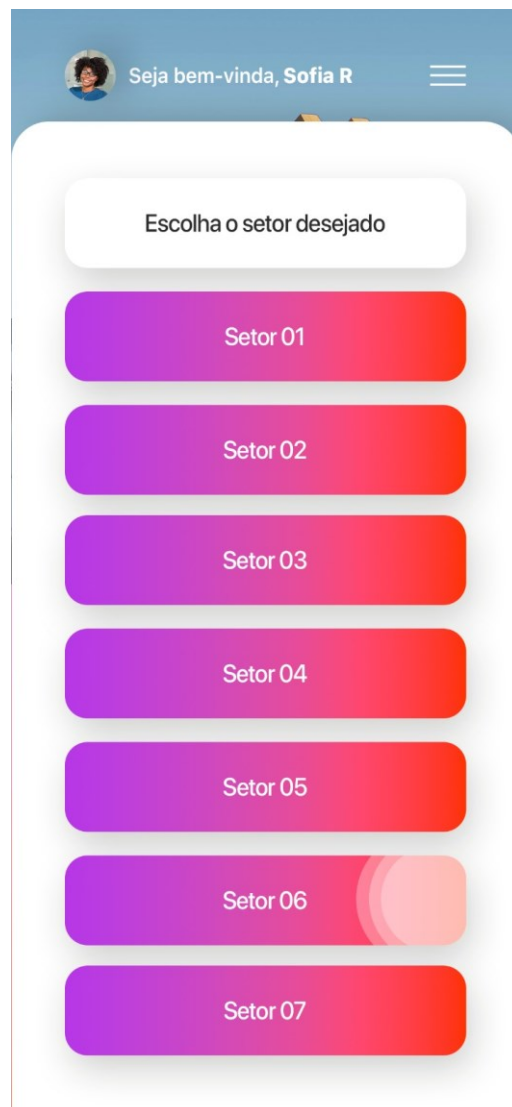 Seja bem-vinda, Sofia R
Escolha o setor desejado
Setor 01
Setor 02
Setor 03
Setor 04
Setor 05
Setor 06
Setor 07